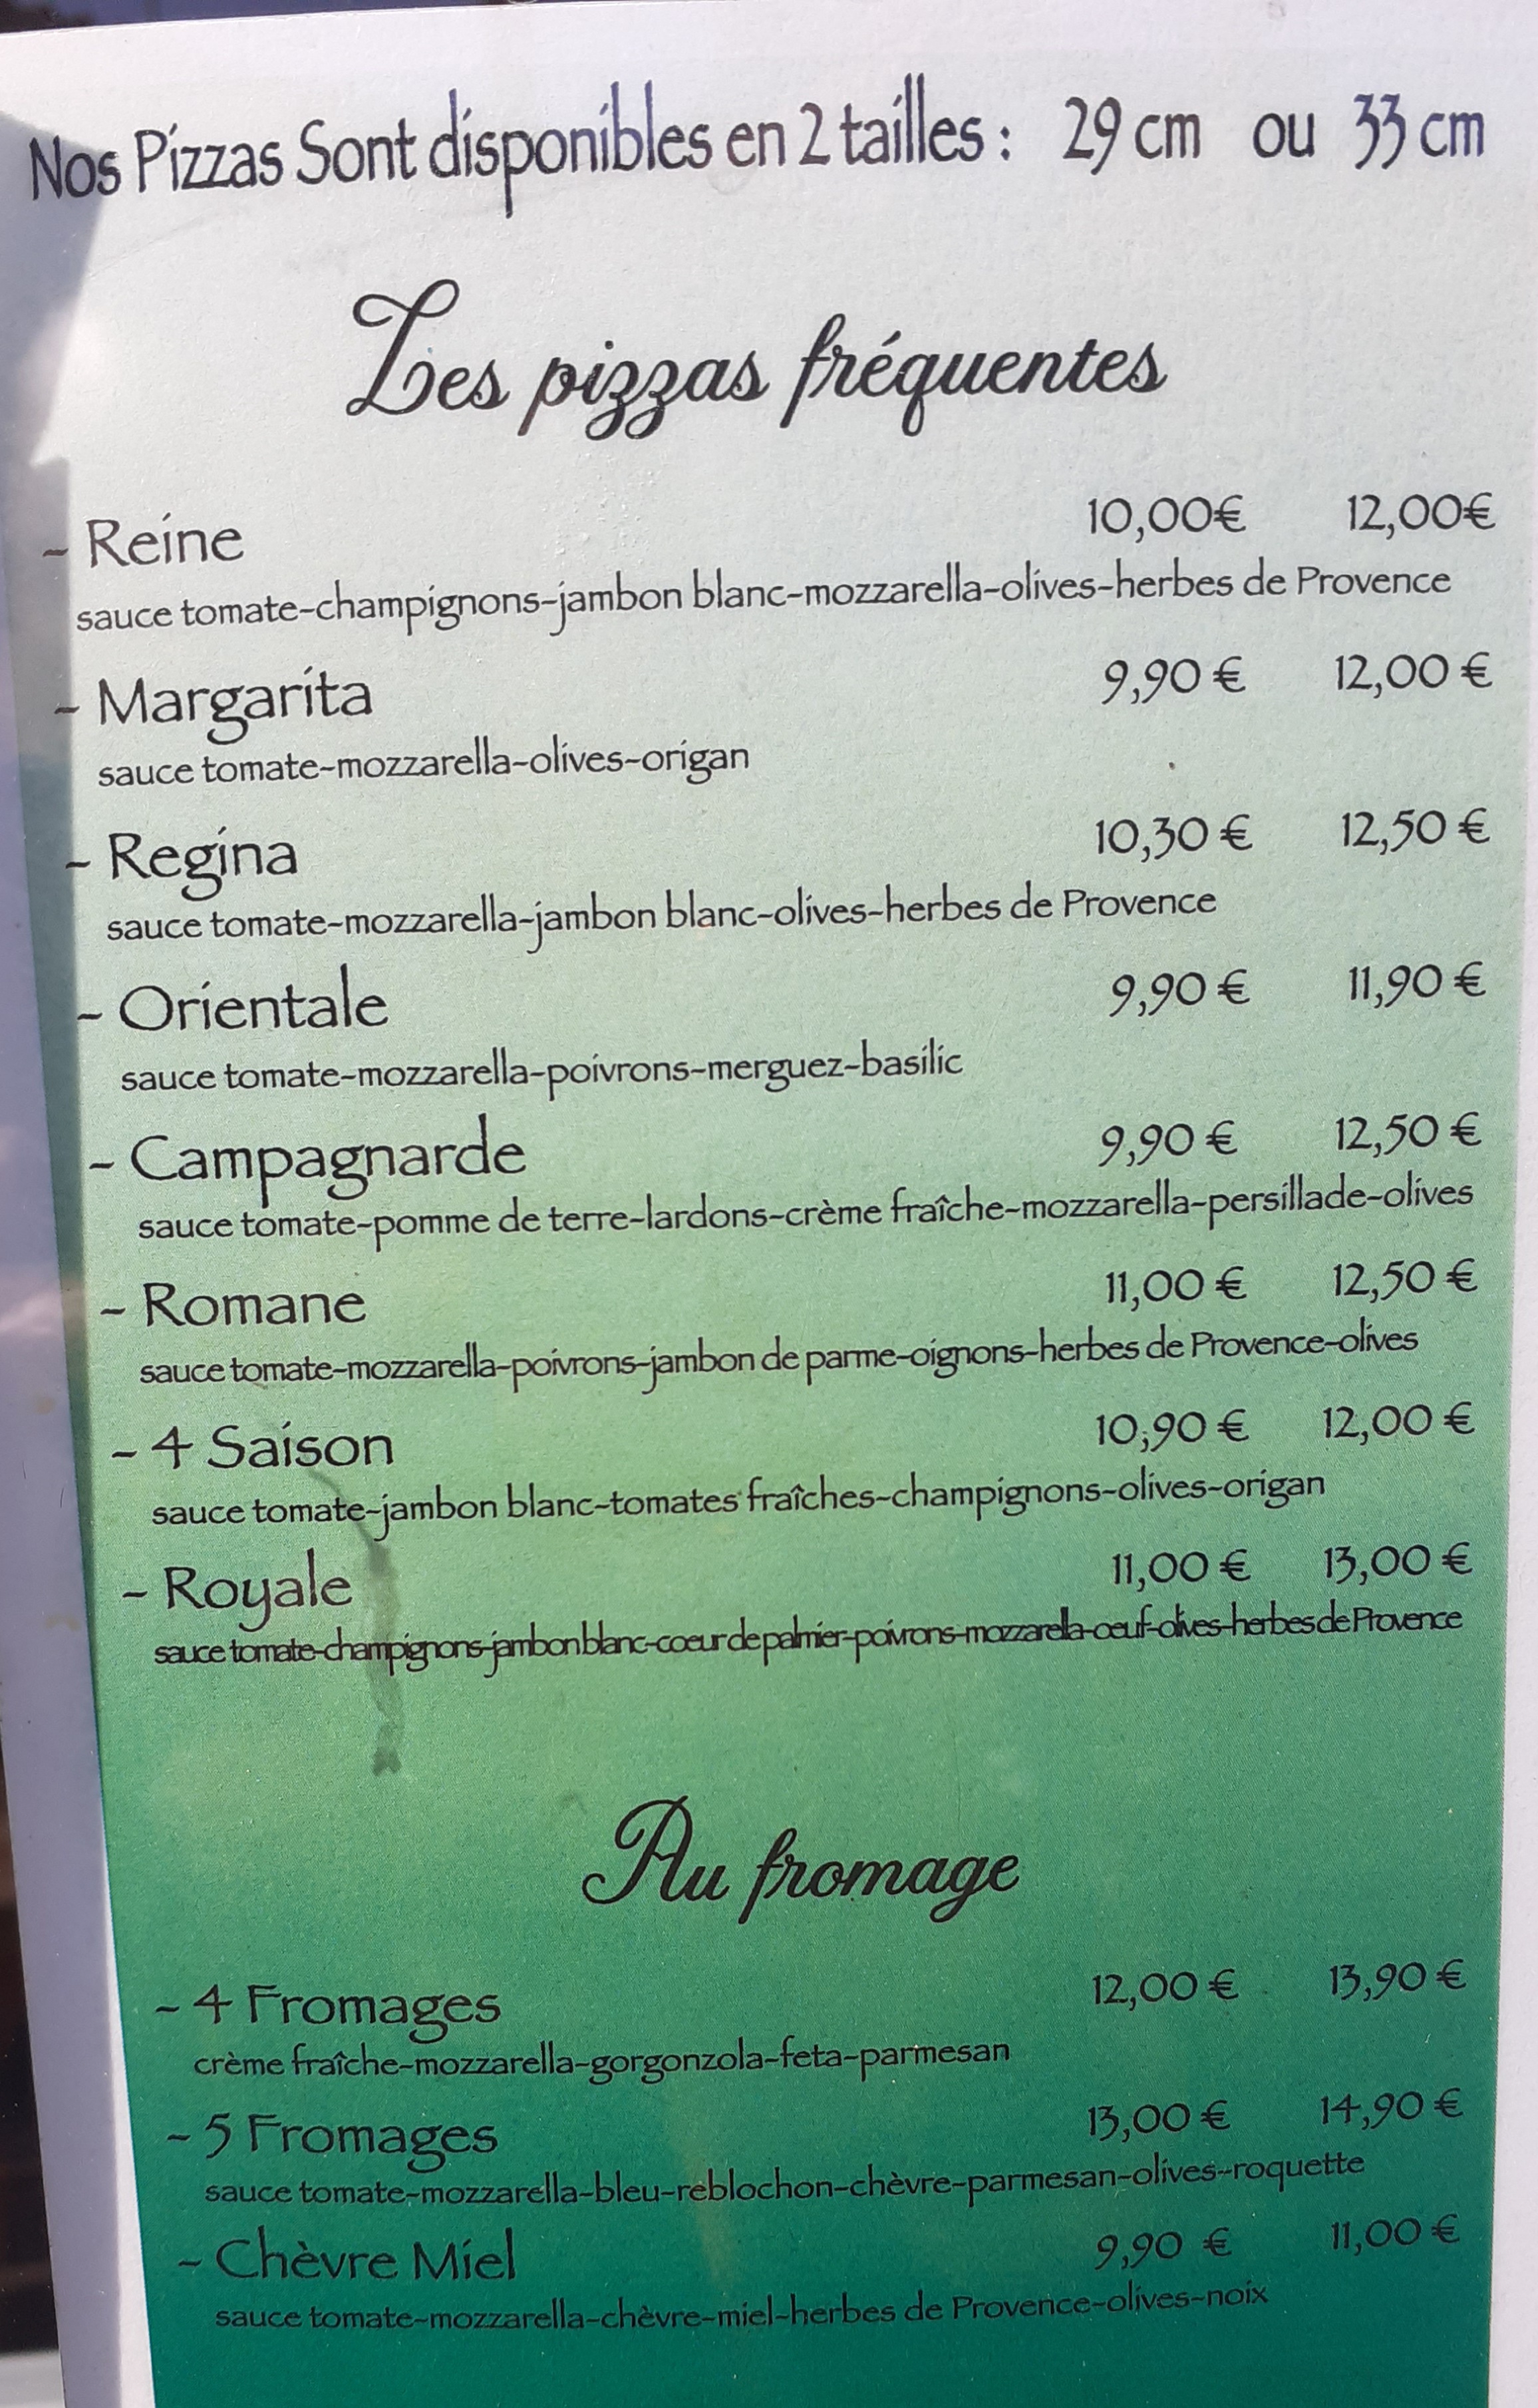 Nos Pizzas Sont disponibles en 2 tailles : 29 cm ou 33 cm
Les pizzas fréquentes
- Reine 10,00€ 12,00€
sauce tomate-champignons-jambon blanc-mozzarella-olives-herbes de Provence
- Margarita 9,90 € 12,00 €
sauce tomate-mozzarella-olives-origan
- Regina 10,30 € 12,50 €
sauce tomate-mozzarella-jambon blanc-olives-herbes de Provence
- Orientale 9,90 € 11,90 €
sauce tomate-mozzarella-poivrons-merguez-basilic
- Campagnarde 9,90 € 12,50 €
sauce tomate-pomme de terre-lardons-crème fraîche-mozzarella-persillade-olives
- Romane 11,00 € 12,50 €
sauce tomate-mozzarella-poivrons-jambon de parme-oignons-herbes de Provence-olives
- 4 Saison 10,90 € 12,00 €
sauce tomate-jambon blanc-tomates fraîches-champignons-olives-origan
- Royale 11,00 € 13,00 €
sauce tomate-champignons-jambon blanc-coeur de palmier-poivrons-mozzarella-oeuf-olives-herbes de Provence
Au fromage
- 4 Fromages 12,00 € 13,90 €
crème fraîche-mozzarella-gorgonzola-feta-parmesan
- 5 Fromages 13,00 € 14,90 €
sauce tomate-mozzarella-bleu-reblochon-chèvre-parmesan-olives-roquette
- Chèvre Miel 9,90 € 11,00 €
sauce tomate-mozzarella-chèvre-miel-herbes de Provence-olives-noix